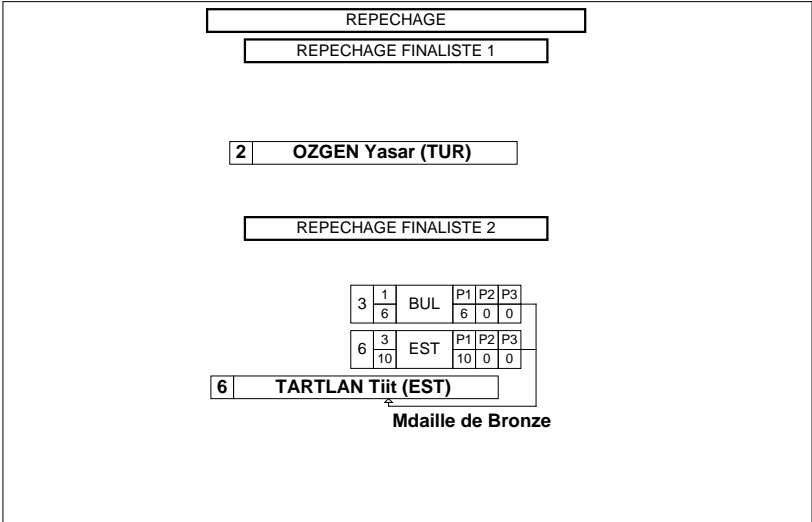 REPECHAGE
REPECHAGE FINALISTE 1
2 OZGEN Yasar (TUR)
REPECHAGE FINALISTE 2
3 1 BUL P1 P2 P3
6 6 0 0
6 3 EST P1 P2 P3
10 10 0 0
6 TARTLAN Tiit (EST)
Mdaille de Bronze